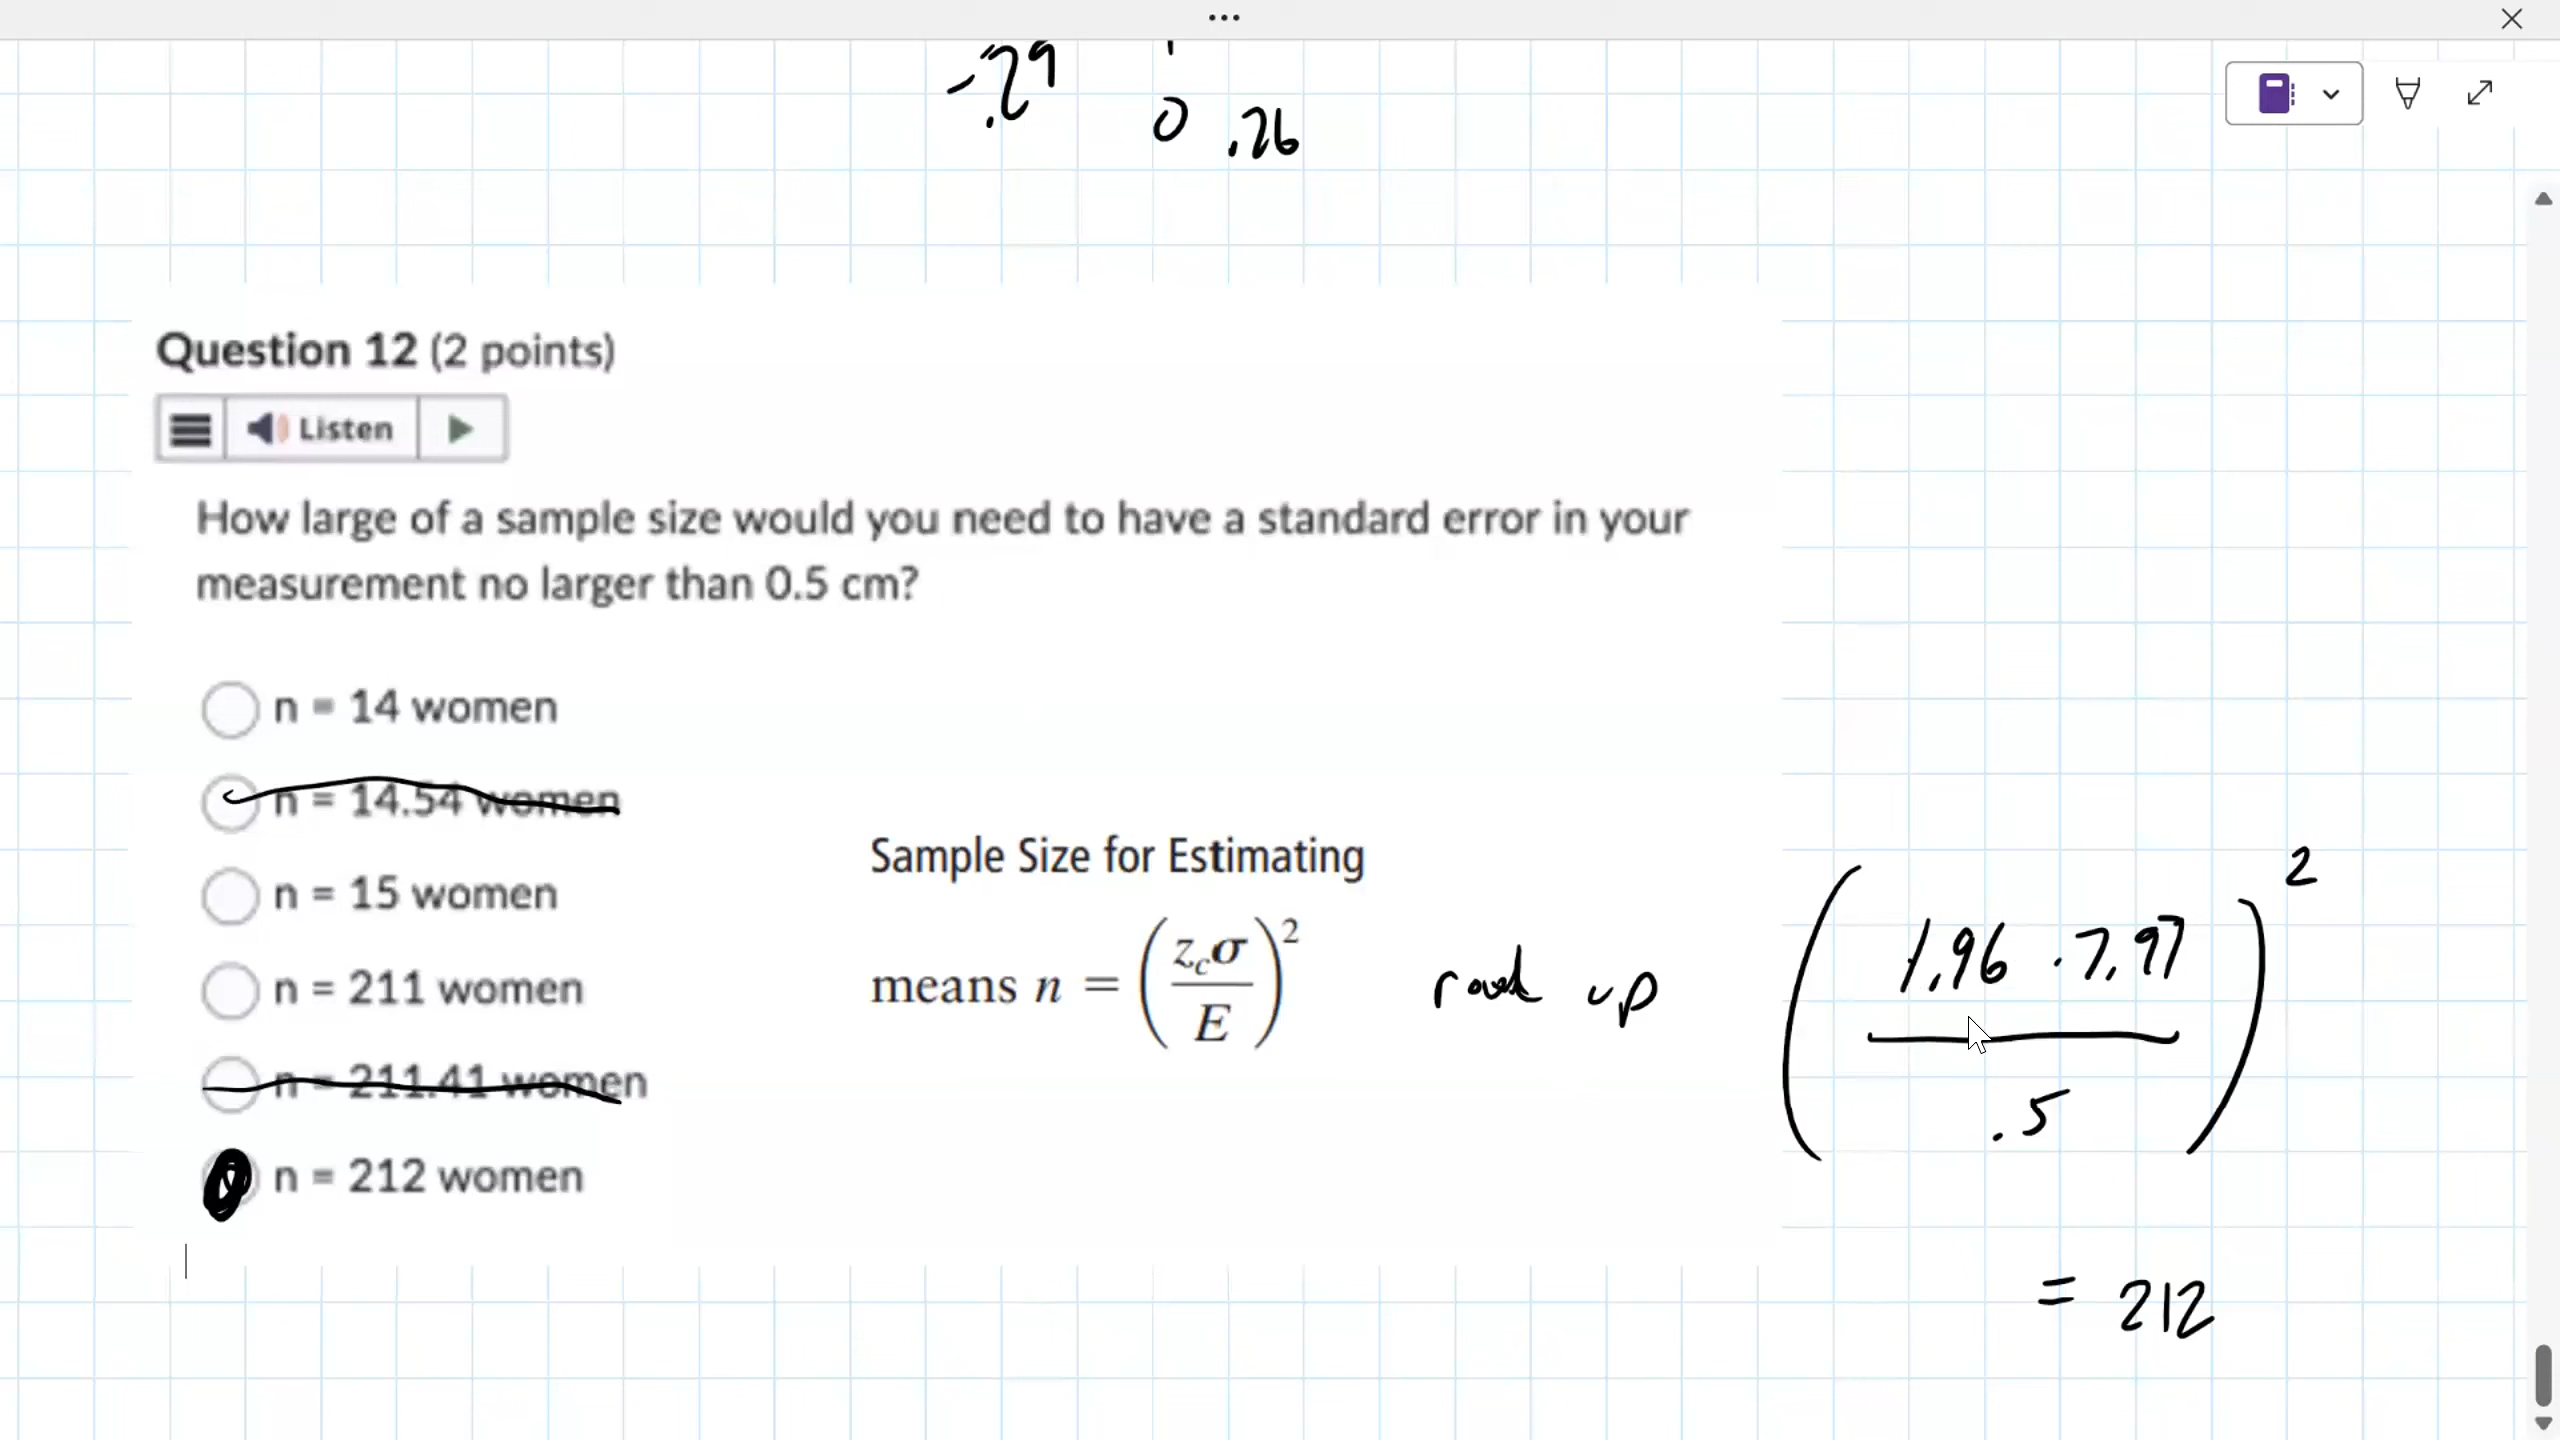 -.29 0 .26
Question 12 (2 points)
Listen
How large of a sample size would you need to have a standard error in your
measurement no larger than 0.5 cm?
n = 14 women
n = 14.54 women
n = 15 women
n = 211 women
n = 211.41 women
n = 212 women
Sample Size for Estimating
means n = (z_cσ / E)²
round up
(1.96 · 7.97 / .5)²
= 212